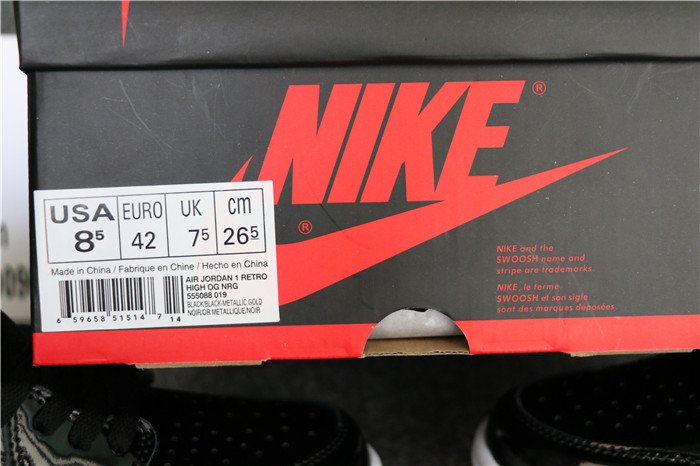 NIKE®
®
USA EURO UK cm
8⁵ 42 7⁵ 26⁵
Made in China / Fabrique en Chine / Hecho en China
AIR JORDAN 1 RETRO
HIGH OG NRG
555088 019
BLACK/BLACK-METALLIC GOLD
NOIR/OR METALLIQUE/NOIR
6 59658 51514 7 14
NIKE and the
SWOOSH name and
stripe are trademarks.
NIKE, le terme
SWOOSH et son sigle
sont des marques déposées